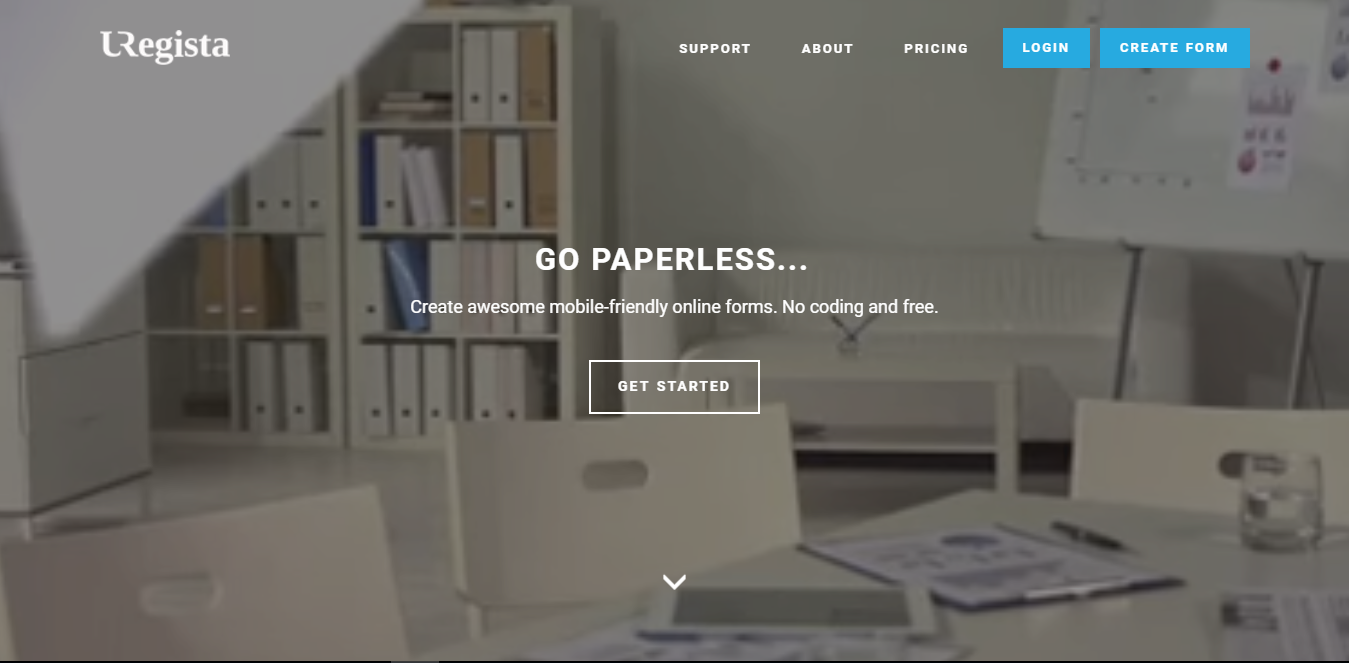 URegista
SUPPORT ABOUT PRICING LOGIN CREATE FORM
GO PAPERLESS...
Create awesome mobile-friendly online forms. No coding and free.
GET STARTED